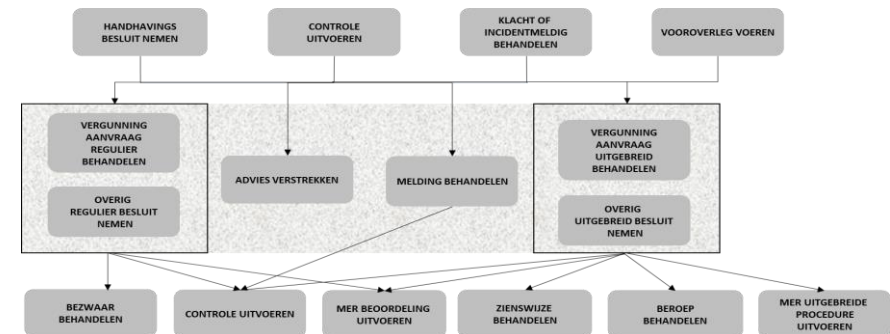 HANDHAVINGS
BESLUIT NEMEN
CONTROLE
UITVOEREN
KLACHT OF
INCIDENTMELDIG
BEHANDELEN
VOOROVERLEG VOEREN
VERGUNNING
AANVRAAG
REGULIER
BEHANDELEN
OVERIG
REGULIER BESLUIT
NEMEN
ADVIES VERSTREKKEN
MELDING BEHANDELEN
VERGUNNING
AANVRAAG
UITGEBREID
BEHANDELEN
OVERIG
UITGEBREID BESLUIT
NEMEN
BEZWAAR
BEHANDELEN
CONTROLE UITVOEREN
MER BEOORDELING
UITVOEREN
ZIENSWIJZE
BEHANDELEN
BEROEP
BEHANDELEN
MER UITGEBREIDE
PROCEDURE
UITVOEREN